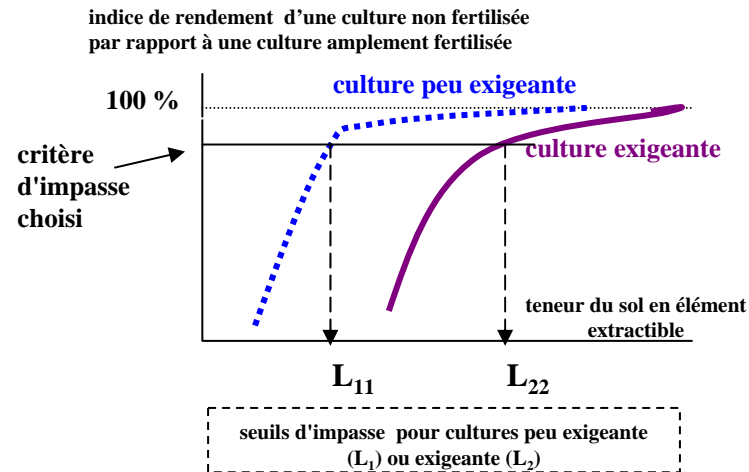 indice de rendement d'une culture non fertilisée
par rapport à une culture amplement fertilisée
culture peu exigeante
100 %
culture exigeante
critère
d'impasse
choisi
teneur du sol en élément
extractible
L₁₁ L₂₂
seuils d'impasse pour cultures peu exigeante
(L₁) ou exigeante (L₂)